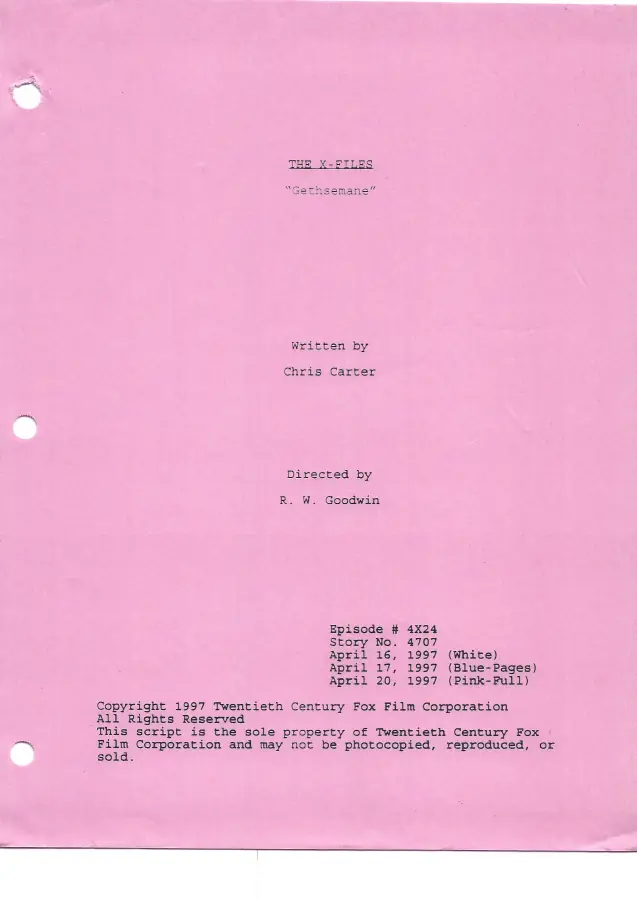 THE X-FILES
"Gethsemane"
Written by
Chris Carter
Directed by
R. W. Goodwin
Episode # 4X24
Story No. 4707
April 16, 1997 (White)
April 17, 1997 (Blue-Pages)
April 20, 1997 (Pink-Full)
Copyright 1997 Twentieth Century Fox Film Corporation
All Rights Reserved
This script is the sole property of Twentieth Century Fox
Film Corporation and may not be photocopied, reproduced, or
sold.